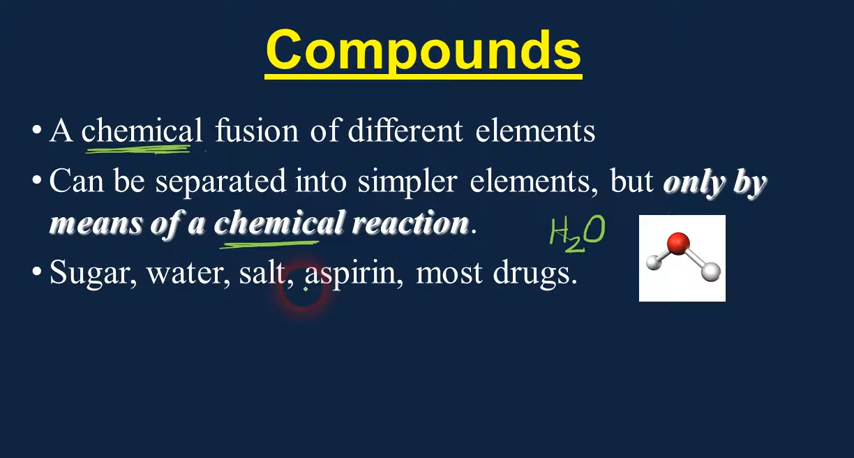 Compounds
• A chemical fusion of different elements
• Can be separated into simpler elements, but only by
means of a chemical reaction.
H₂O
• Sugar, water, salt, aspirin, most drugs.